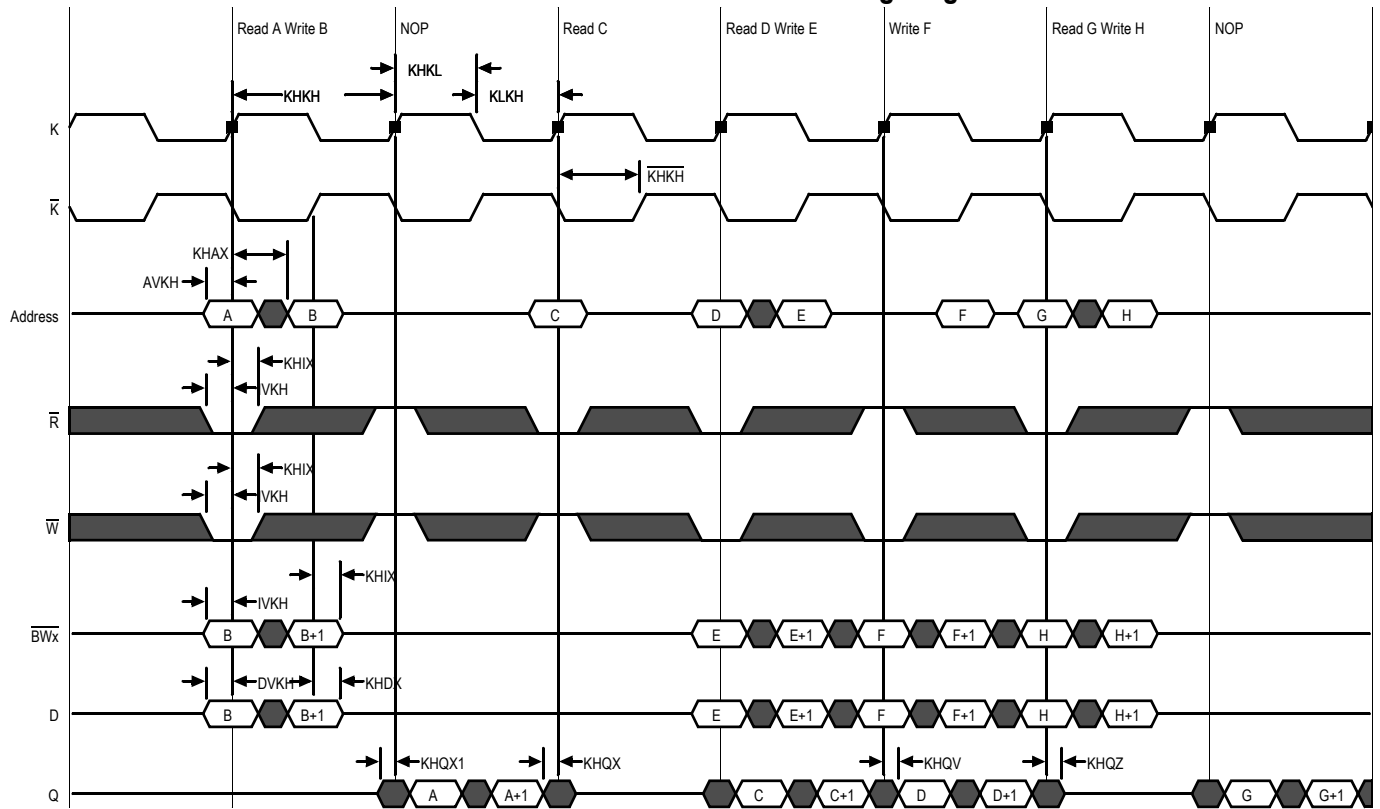 Read A Write B NOP Read C Read D Write E Write F Read G Write H NOP
KHKL
KHKH KLKH
K
KHKH
K
KHAX
AVKH
Address A B C D E F G H
KHIX
IVKH
R
KHIX
IVKH
W
KHIX
IVKH
BWx B B+1 E E+1 F F+1 H H+1
DVKH KHDX
D B B+1 E E+1 F F+1 H H+1
KHQX1 KHQX KHQV KHQZ
Q A A+1 C C+1 D D+1 G G+1